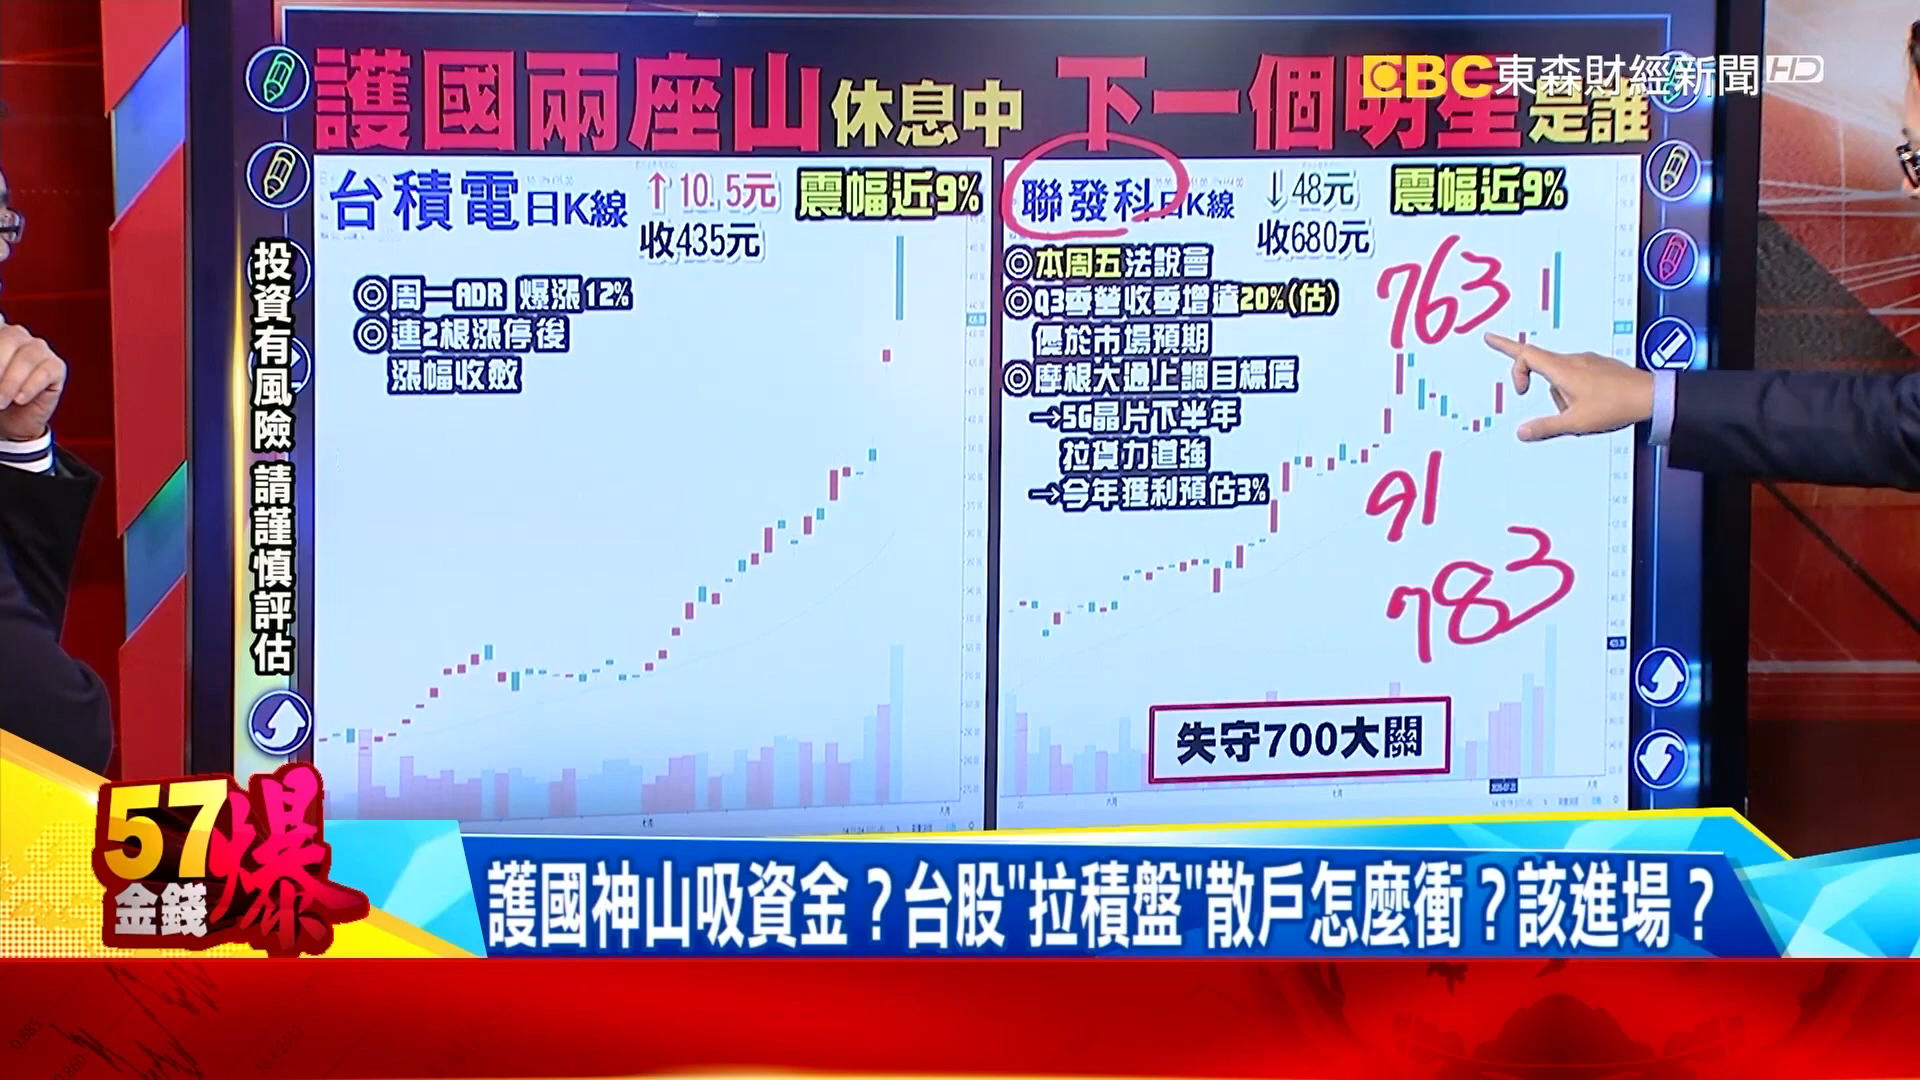 護國兩座山休息中 下一個明星是誰
EBC東森財經新聞HD
台積電日K線
↑10.5元
震幅近9%
收435元
◎周一ADR 爆漲12%
◎連2根漲停後
漲幅收斂
聯發科日K線
↓48元
震幅近9%
收680元
◎本周五法說會
◎Q3季營收季增達20%(估)
優於市場預期
◎摩根大通上調目標價
→5G晶片下半年
拉貨力道強
→今年獲利預估3%
763
91
783
失守700大關
投資有風險 請謹慎評估
57爆
金錢
護國神山吸資金？台股"拉積盤"散戶怎麼衝？該進場？